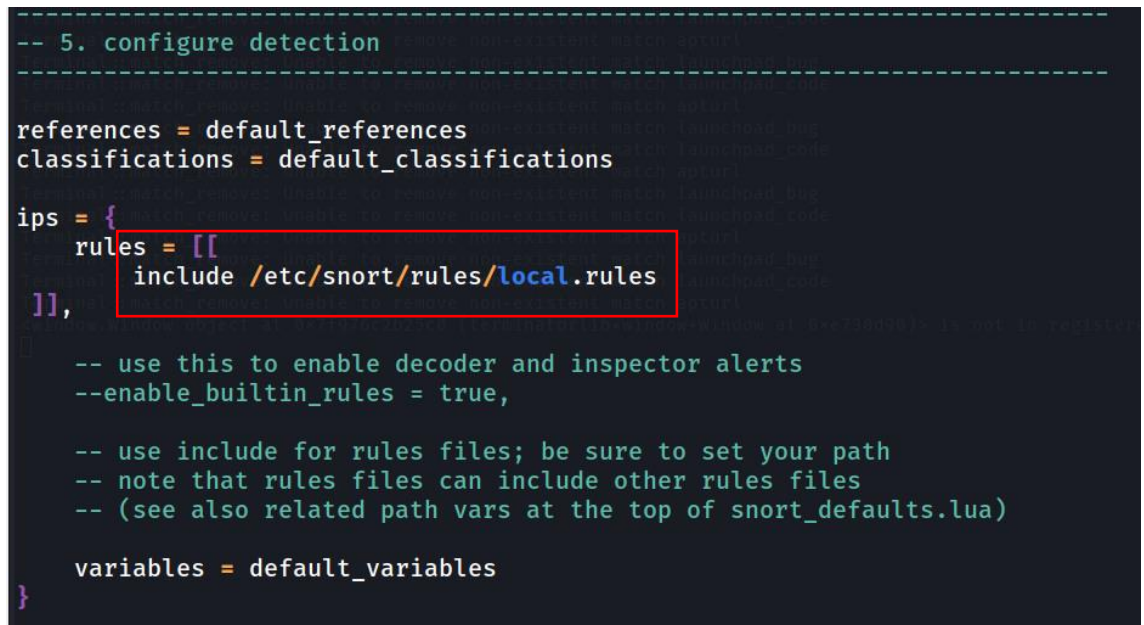 -- 5. configure detection
references = default_references
classifications = default_classifications
ips = {
rules = [[
include /etc/snort/rules/local.rules
]],
-- use this to enable decoder and inspector alerts
--enable_builtin_rules = true,
-- use include for rules files; be sure to set your path
-- note that rules files can include other rules files
-- (see also related path vars at the top of snort_defaults.lua)
variables = default_variables
}